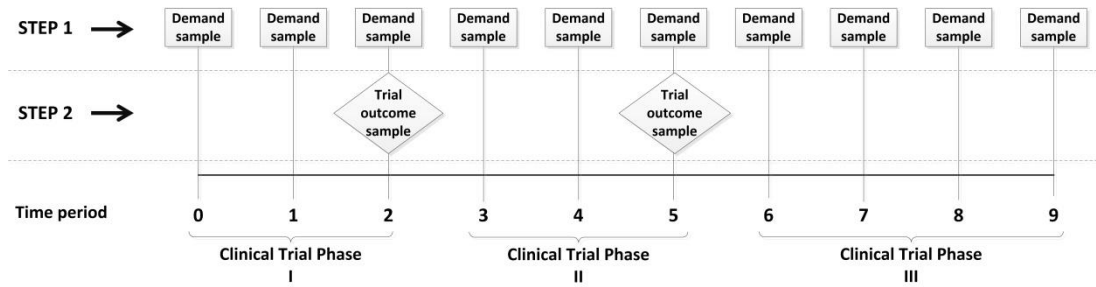 STEP 1
Demand sample
Demand sample
Demand sample
Demand sample
Demand sample
Demand sample
Demand sample
Demand sample
Demand sample
Demand sample
STEP 2
Trial outcome sample
Trial outcome sample
Time period 0 1 2 3 4 5 6 7 8 9
Clinical Trial Phase I
Clinical Trial Phase II
Clinical Trial Phase III